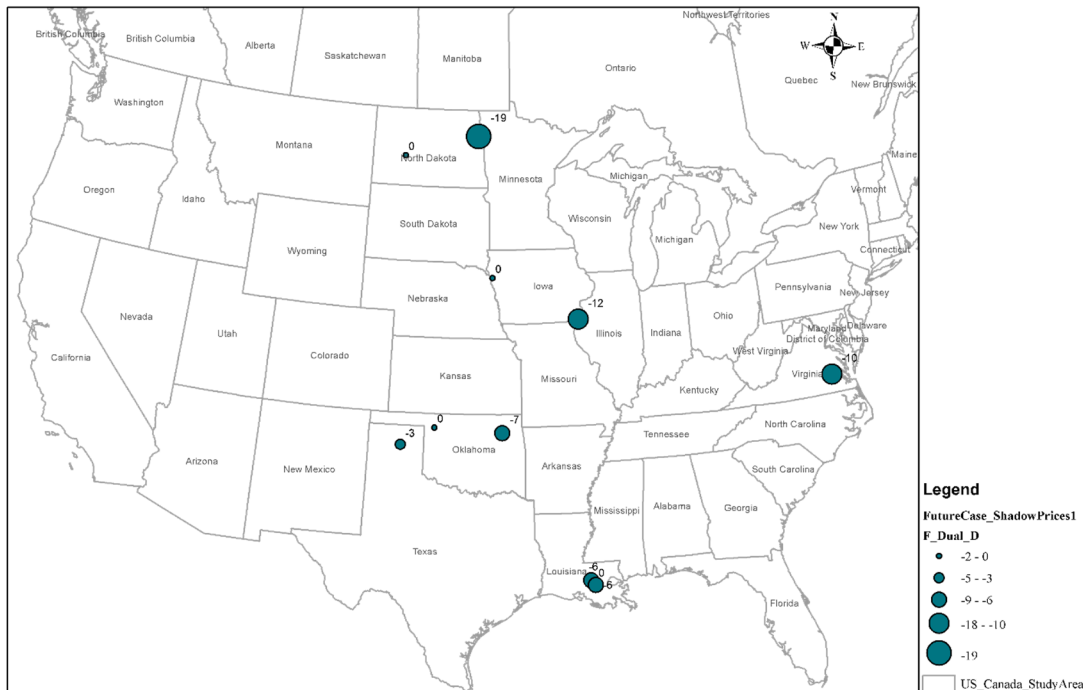 Northwest Territories
N
British Columbia
British Columbia
Alberta
Saskatchewan
Manitoba
Ontario
W
E
S
Quebec
New Brunswick
Washington
Montana
0
North Dakota
-19
Minnesota
Michigan
Maine
Oregon
Idaho
Wyoming
South Dakota
Wisconsin
Michigan
Vermont
New York
Connecticut
0
Nebraska
Iowa
-12
Illinois
Indiana
Ohio
Pennsylvania
New Jersey
Nevada
Utah
Colorado
Kansas
Missouri
Kentucky
West Virginia
Maryland
Delaware
District of Columbia
-10
Virginia
California
Arizona
New Mexico
-3
0
-7
Oklahoma
Arkansas
Tennessee
North Carolina
South Carolina
Mississippi
Alabama
Georgia
Texas
Louisiana
-6
0
-6
Florida
Legend
FutureCase_ShadowPrices1
F_Dual_D
-2 - 0
-5 - -3
-9 - -6
-18 - -10
-19
US_Canada_StudyArea